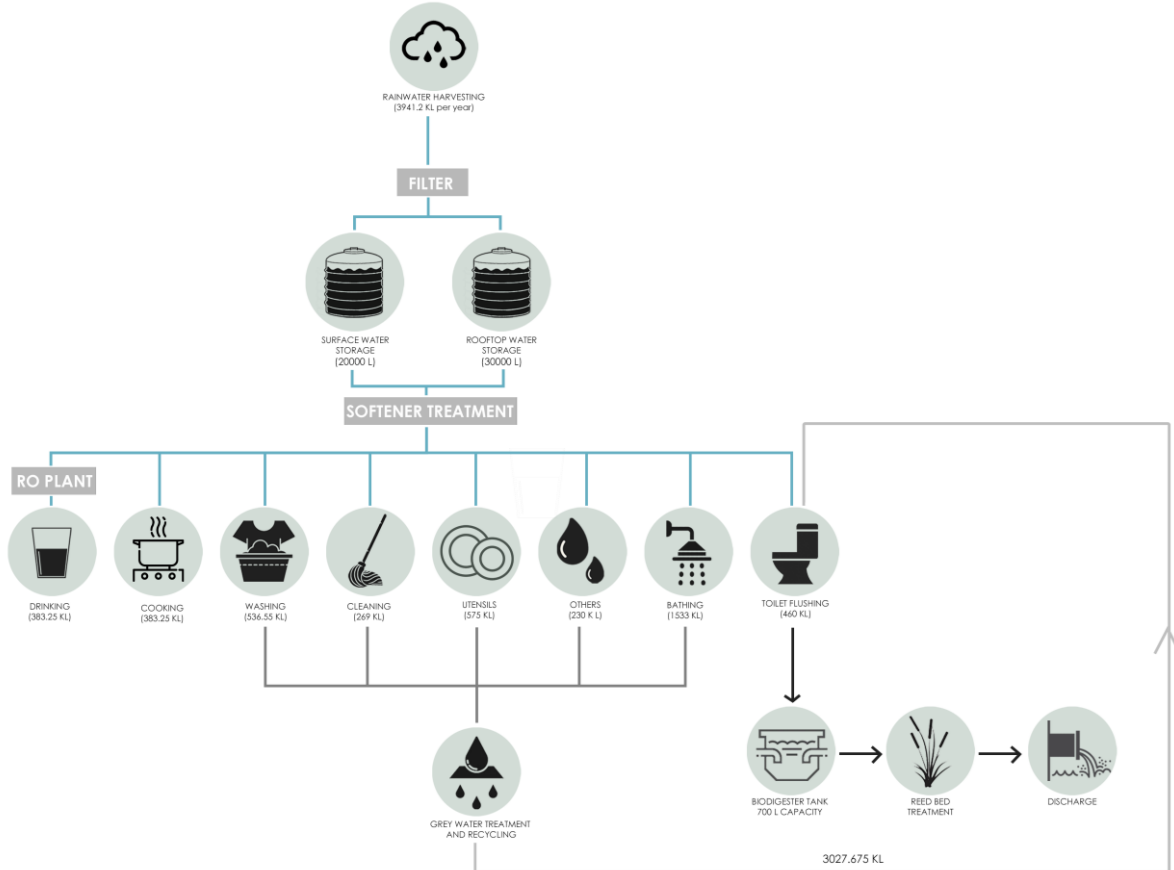 RAINWATER HARVESTING
(3941.2 KL per year)
FILTER
SURFACE WATER
STORAGE
(20000 L)
ROOFTOP WATER
STORAGE
(30000 L)
SOFTENER TREATMENT
RO PLANT
DRINKING
(383.25 KL)
COOKING
(383.25 KL)
WASHING
(536.55 KL)
CLEANING
(269 KL)
UTENSILS
(575 KL)
OTHERS
(230 K L)
BATHING
(1533 KL)
TOILET FLUSHING
(460 KL)
GREY WATER TREATMENT
AND RECYCLING
BIODIGESTER TANK
700 L CAPACITY
REED BED
TREATMENT
DISCHARGE
3027.675 KL